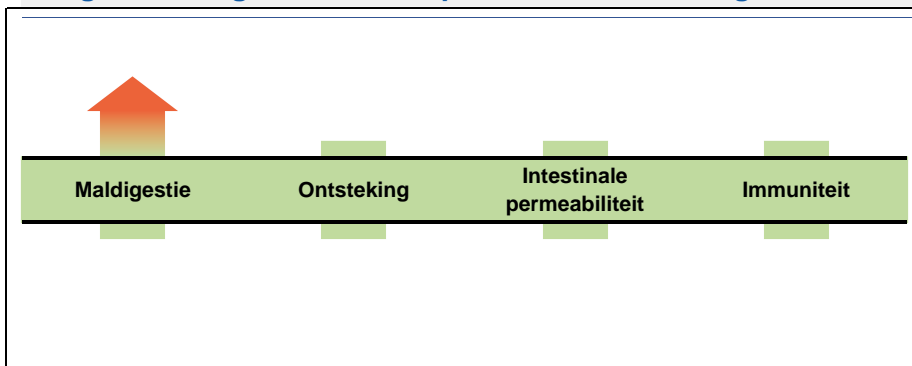 Maldigestie
Ontsteking
Intestinale
permeabiliteit
Immuniteit